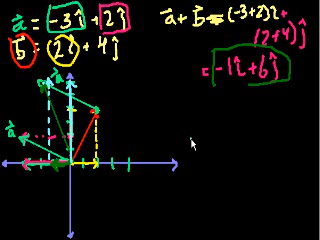 a⃗ = -3î + 2ĵ
b⃗ = 2î + 4ĵ
a⃗ + b⃗ = (-3+2)î +
(2+4)ĵ
= -1î + 6ĵ
a⃗
a⃗